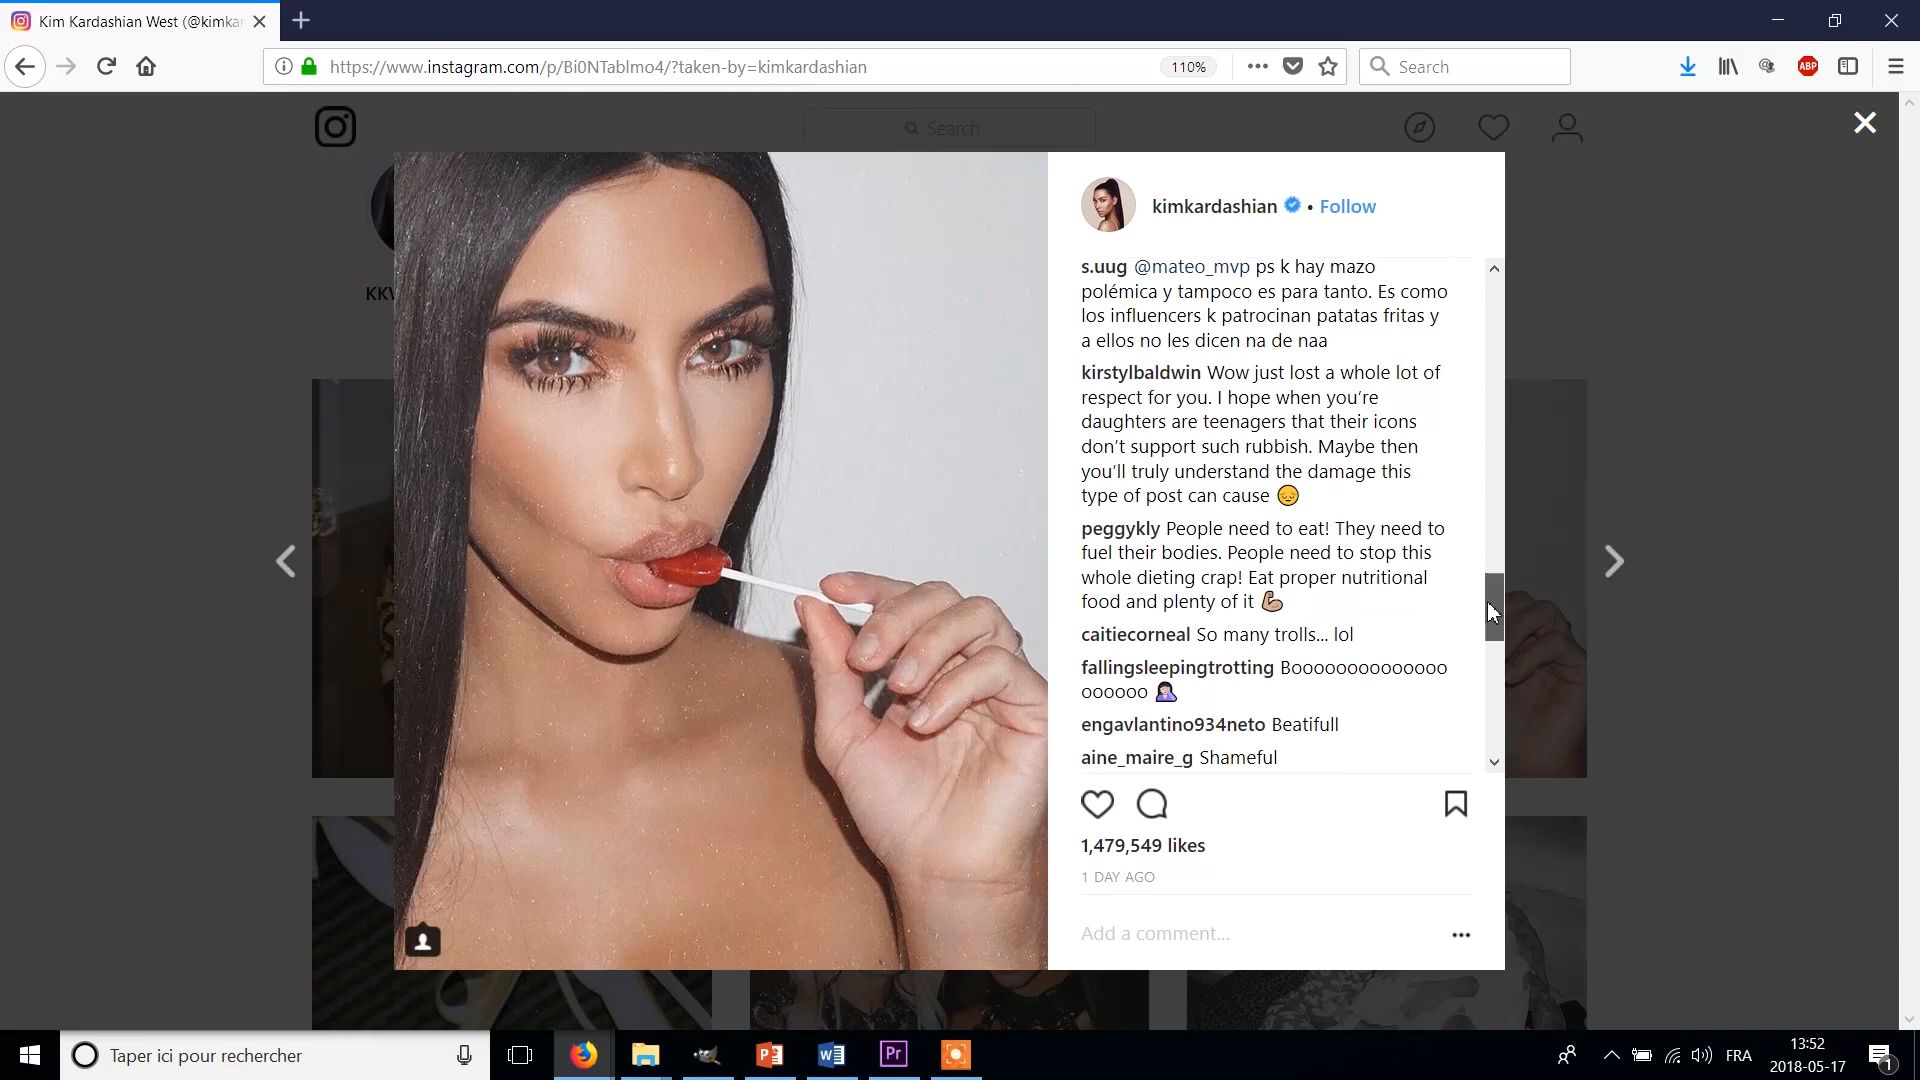 Kim Kardashian West (@kimkar
https://www.instagram.com/p/Bi0NTablmo4/?taken-by=kimkardashian
110%
Search
ABP
Search
kimkardashian • Follow
s.uug @mateo_mvp ps k hay mazo
polémica y tampoco es para tanto. Es como
los influencers k patrocinan patatas fritas y
a ellos no les dicen na de naa
kirstylbaldwin Wow just lost a whole lot of
respect for you. I hope when you’re
daughters are teenagers that their icons
don’t support such rubbish. Maybe then
you’ll truly understand the damage this
type of post can cause 😔
peggykly People need to eat! They need to
fuel their bodies. People need to stop this
whole dieting crap! Eat proper nutritional
food and plenty of it 💪🏼
caitiecorneal So many trolls... lol
fallingsleepingtrotting Boooooooooooooo
oooooo 🤦🏻‍♀️
engavlantino934neto Beatifull
aine_maire_g Shameful
1,479,549 likes
1 DAY AGO
Add a comment...
Taper ici pour rechercher
Pr
FRA
13:52
2018-05-17
1